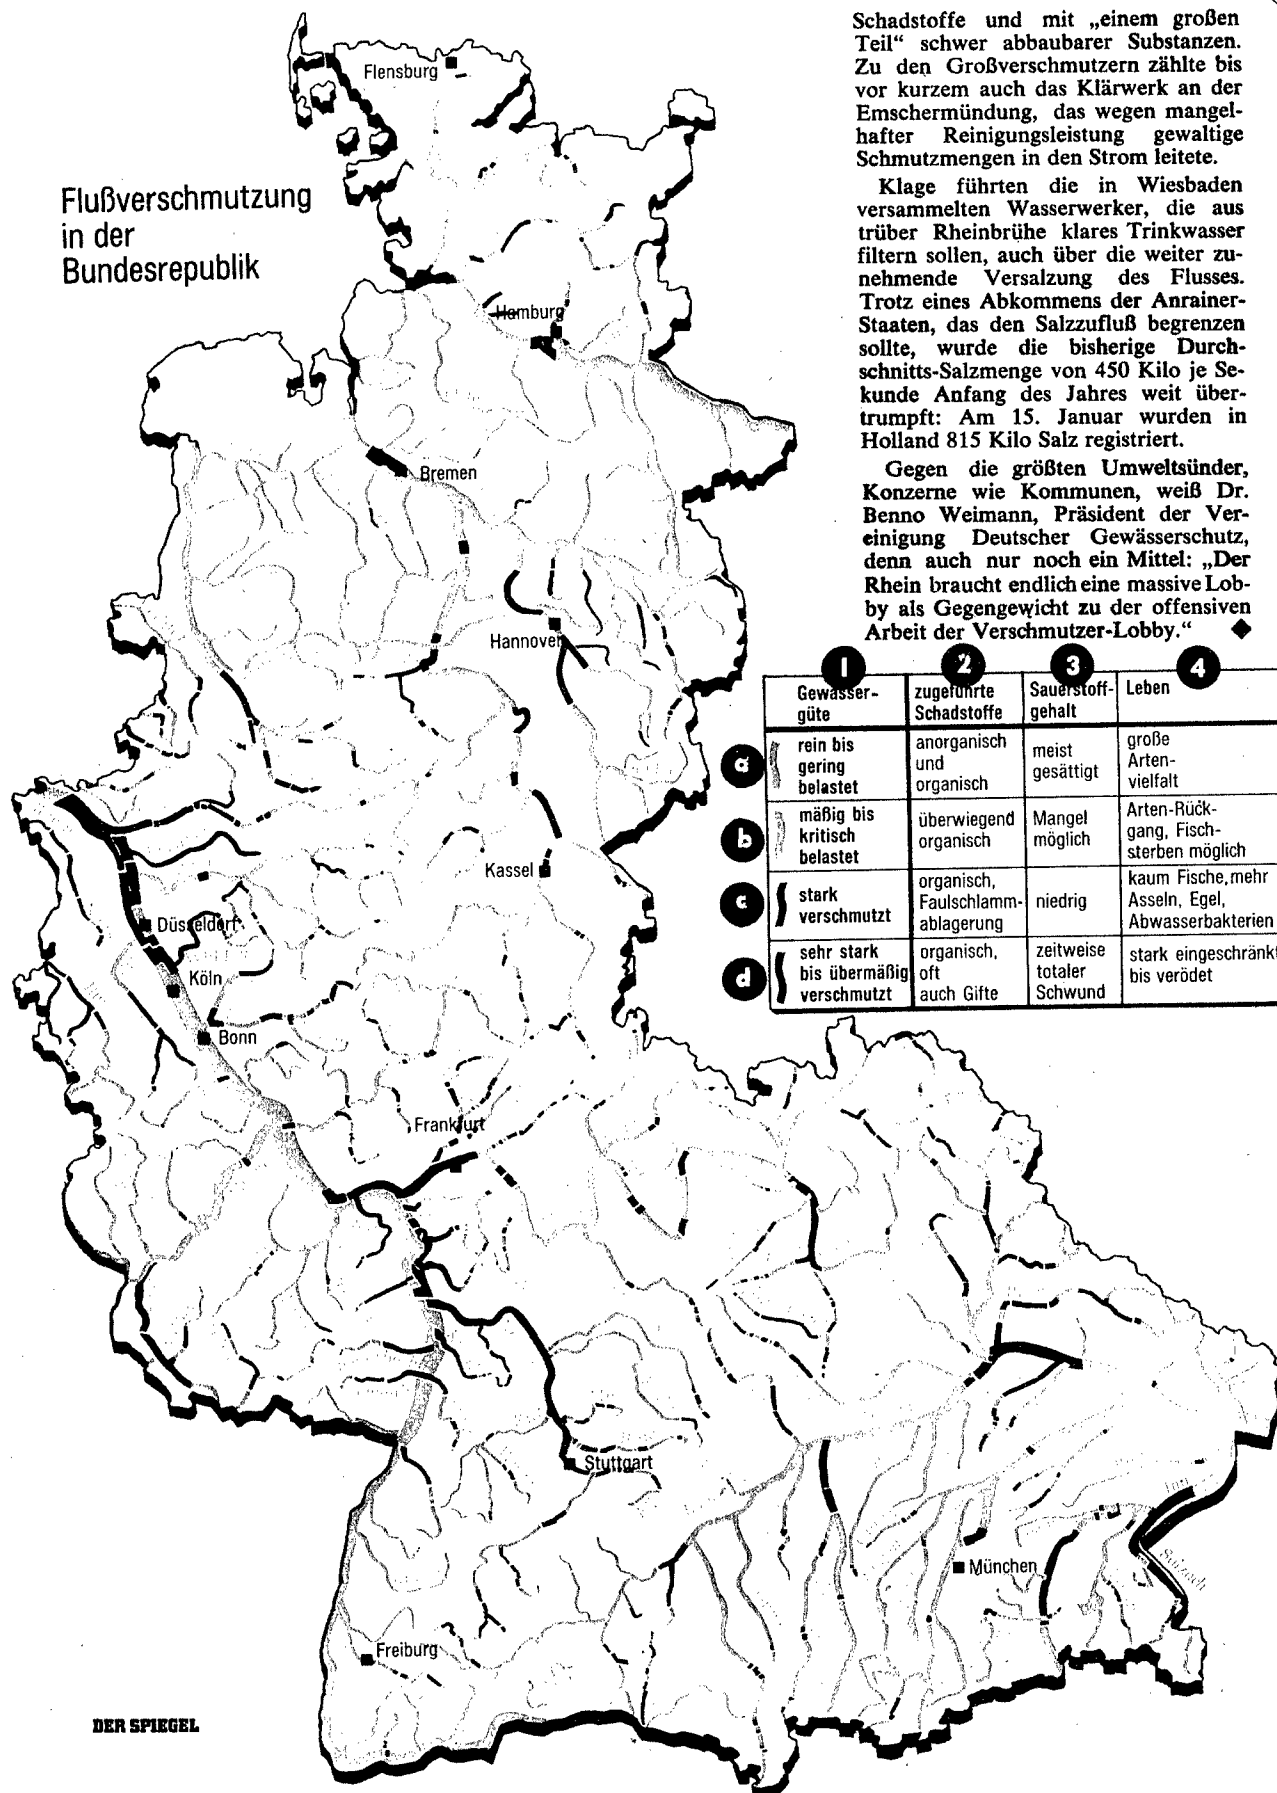 Schadstoffe und mit „einem großen
Teil“ schwer abbaubarer Substanzen.
Zu den Großverschmutzern zählte bis
vor kurzem auch das Klärwerk an der
Emschermündung, das wegen mangel-
hafter Reinigungsleistung gewaltige
Schmutzmengen in den Strom leitete.
Klage führten die in Wiesbaden
versammelten Wasserwerker, die aus
trüber Rheinbrühe klares Trinkwasser
filtern sollen, auch über die weiter zu-
nehmende Versalzung des Flusses.
Trotz eines Abkommens der Anrainer-
Staaten, das den Salzzufluß begrenzen
sollte, wurde die bisherige Durch-
schnitts-Salzmenge von 450 Kilo je Se-
kunde Anfang des Jahres weit über-
trumpft: Am 15. Januar wurden in
Holland 815 Kilo Salz registriert.
Gegen die größten Umweltsünder,
Konzerne wie Kommunen, weiß Dr.
Benno Weimann, Präsident der Ver-
einigung Deutscher Gewässerschutz,
denn auch nur noch ein Mittel: „Der
Rhein braucht endlich eine massive Lob-
by als Gegengewicht zu der offensiven
Arbeit der Verschmutzer-Lobby.“ ◆
Flußverschmutzung
in der
Bundesrepublik
1 2 3 4
Gewässer-
güte
zugeführte
Schadstoffe
Sauerstoff-
gehalt
Leben
a
rein bis
gering
belastet
anorganisch
und
organisch
meist
gesättigt
große
Arten-
vielfalt
b
mäßig bis
kritisch
belastet
überwiegend
organisch
Mangel
möglich
Arten-Rück-
gang, Fisch-
sterben möglich
c
stark
verschmutzt
organisch,
Faulschlamm-
ablagerung
niedrig
kaum Fische, mehr
Asseln, Egel,
Abwasserbakterien
d
sehr stark
bis übermäßig
verschmutzt
organisch,
oft
auch Gifte
zeitweise
totaler
Schwund
stark eingeschränkt
bis verödet
Flensburg
Hamburg
Bremen
Hannover
Kassel
Düsseldorf
Köln
Bonn
Frankfurt
Stuttgart
München
Salzach
Freiburg
DER SPIEGEL